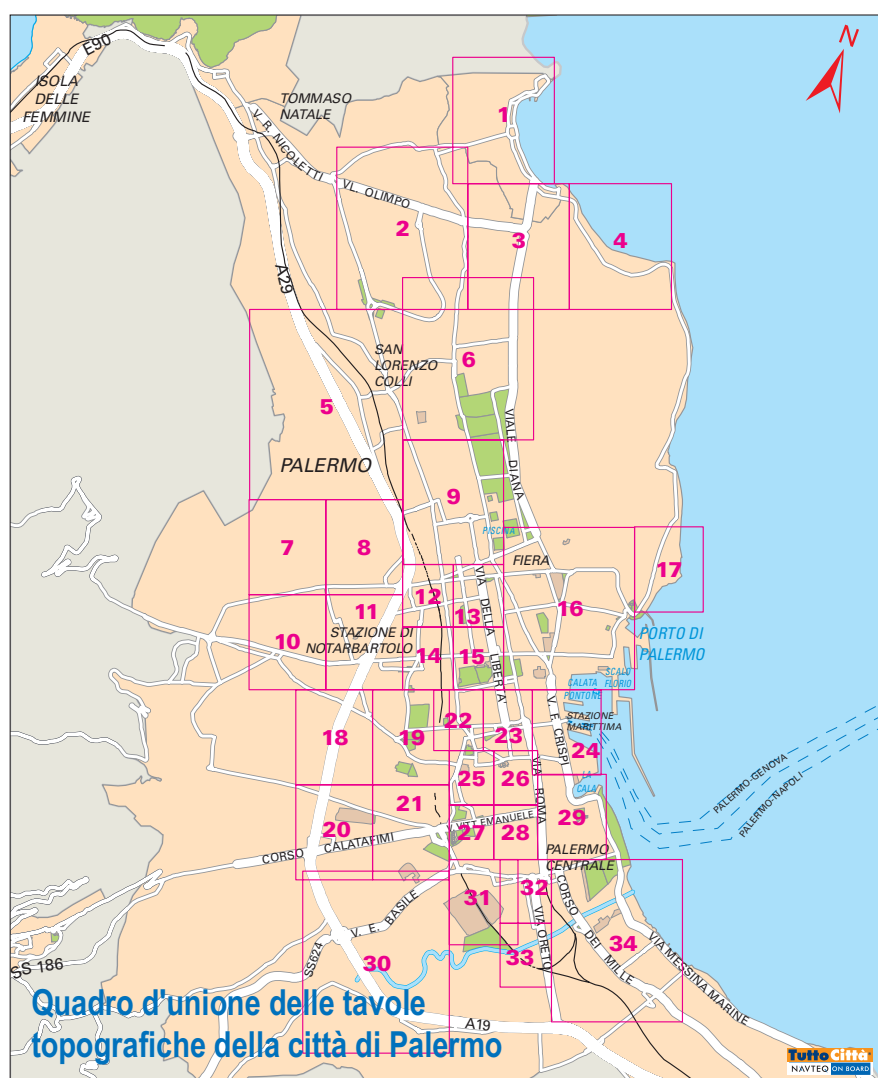 E90
N
ISOLA
DELLE
FEMMINE
TOMMASO
NATALE
1
V. R. NICOLETTI
VL. OLIMPO
2
3
4
A29
SAN
LORENZO
COLLI
6
5
VIALE DIANA
PALERMO
9
PISCINA
7
8
FIERA
17
12
VIA DELLA LIBERTA'
11
13
16
10
STAZIONE DI
NOTARBARTOLO
14
15
PORTO DI
PALERMO
SCALO
FLORIO
CALATA
PONTONE
V. F. CRISPI
18
19
22
23
STAZIONE
MARITTIMA
24
PALERMO-GENOVA
PALERMO-NAPOLI
25
26
VIA ROMA
LA
CALA
21
20
V. VITT. EMANUELE
27
28
29
CORSO CALATAFIMI
PALERMO
CENTRALE
31
32
V. E. BASILE
VIA ORETO
CORSO DEI MILLE
34
VIA MESSINA MARINE
33
30
SS624
SS 186
A19
Quadro d'unione delle tavole
topografiche della città di Palermo
TuttoCittà
NAVTEQ ON BOARD